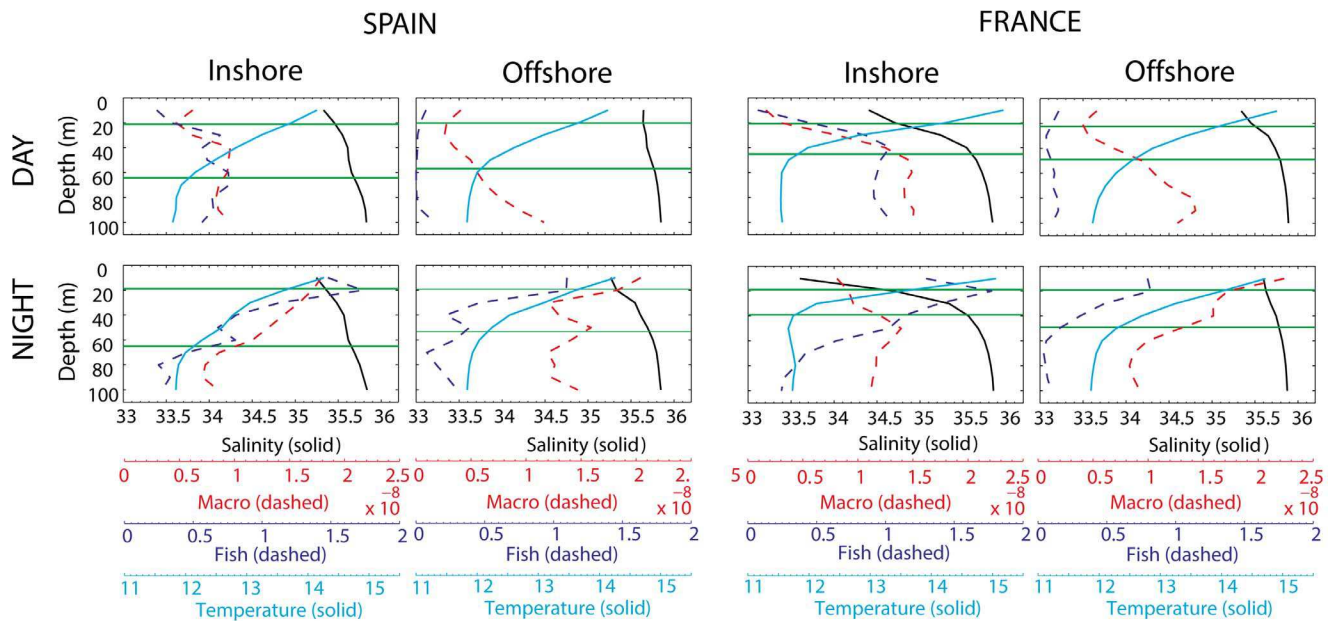 SPAIN FRANCE
Inshore Offshore Inshore Offshore
DAY
Depth (m)
0
20
40
60
80
100
NIGHT
Depth (m)
0
20
40
60
80
100
33 33.5 34 34.5 35 35.5 36 33 33.5 34 34.5 35 35.5 36 33 33.5 34 34.5 35 35.5 36 33 33.5 34 34.5 35 35.5 36
Salinity (solid) Salinity (solid) Salinity (solid) Salinity (solid)
0 0.5 1 1.5 2 2.5 0 0.5 1 1.5 2 2. 5 0 0.5 1 1.5 2 2.5 0 0.5 1 1.5 2 2.5
Macro (dashed) x 10 -8 Macro (dashed) x 10 -8 Macro (dashed) x 10 -8 Macro (dashed) x 10 -8
0 0.5 1 1.5 2 0 0.5 1 1.5 2 0 0.5 1 1.5 2 0 0.5 1 1.5 2
Fish (dashed) Fish (dashed) Fish (dashed) Fish (dashed)
11 12 13 14 15 11 12 13 14 15 11 12 13 14 15 11 12 13 14 15
Temperature (solid) Temperature (solid) Temperature (solid) Temperature (solid)